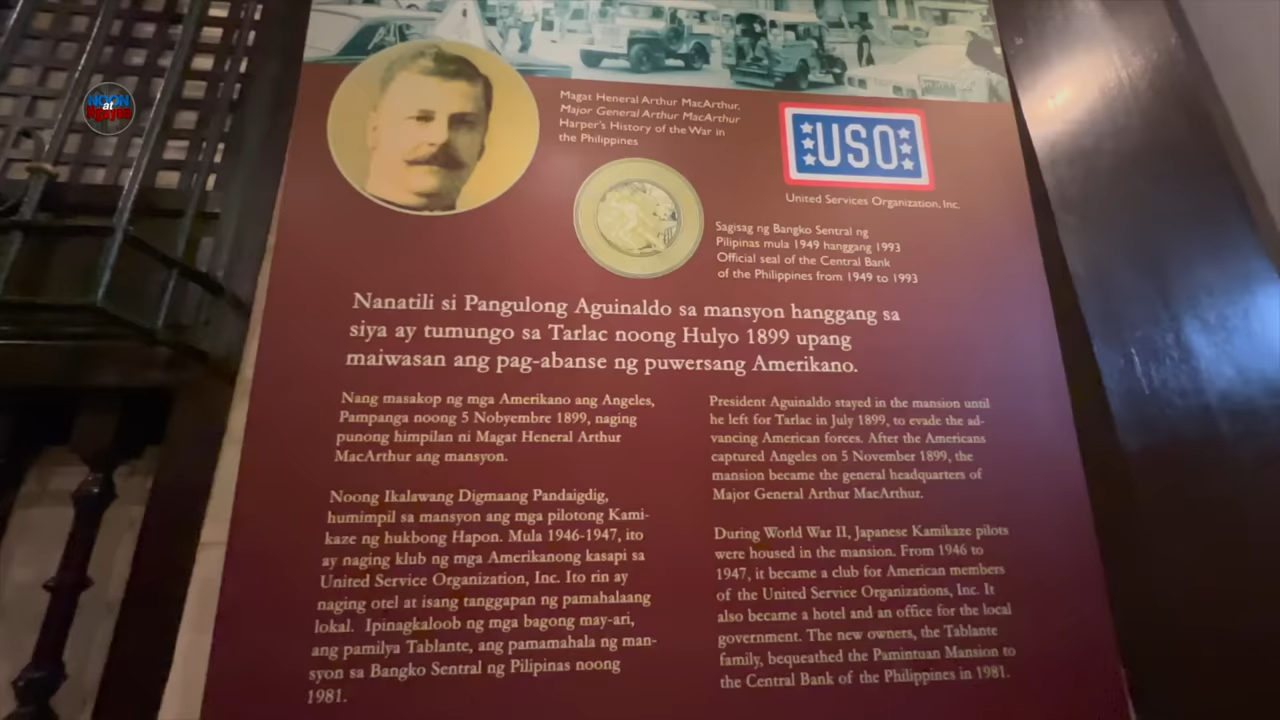 NOON
at
Ngayon
Magat Heneral Arthur MacArthur.
Major General Arthur MacArthur
Harper's History of the War in
the Philippines
USO
United Services Organization, Inc.
Sagisag ng Bangko Sentral ng
Pilipinas mula 1949 hanggang 1993
Official seal of the Central Bank
of the Philippines from 1949 to 1993
Nanatili si Pangulong Aguinaldo sa mansyon hanggang sa
siya ay tumungo sa Tarlac noong Hulyo 1899 upang
maiwasan ang pag-abanse ng puwersang Amerikano.
Nang masakop ng mga Amerikano ang Angeles,
Pampanga noong 5 Nobyembre 1899, naging
punong himpilan ni Magat Heneral Arthur
MacArthur ang mansyon.
Noong Ikalawang Digmaang Pandaigdig,
humimpil sa mansyon ang mga pilotong Kami-
kaze ng hukbong Hapon. Mula 1946-1947, ito
ay naging klub ng mga Amerikanong kasapi sa
United Service Organization, Inc. Ito rin ay
naging otel at isang tanggapan ng pamahalaang
lokal. Ipinagkaloob ng mga bagong may-ari,
ang pamilya Tablante, ang pamamahala ng man-
syon sa Bangko Sentral ng Pilipinas noong
1981.
President Aguinaldo stayed in the mansion until
he left for Tarlac in July 1899, to evade the ad-
vancing American forces. After the Americans
captured Angeles on 5 November 1899, the
mansion became the general headquarters of
Major General Arthur MacArthur.
During World War II, Japanese Kamikaze pilots
were housed in the mansion. From 1946 to
1947, it became a club for American members
of the United Service Organizations, Inc. It
also became a hotel and an office for the local
government. The new owners, the Tablante
family, bequeathed the Pamintuan Mansion to
the Central Bank of the Philippines in 1981.